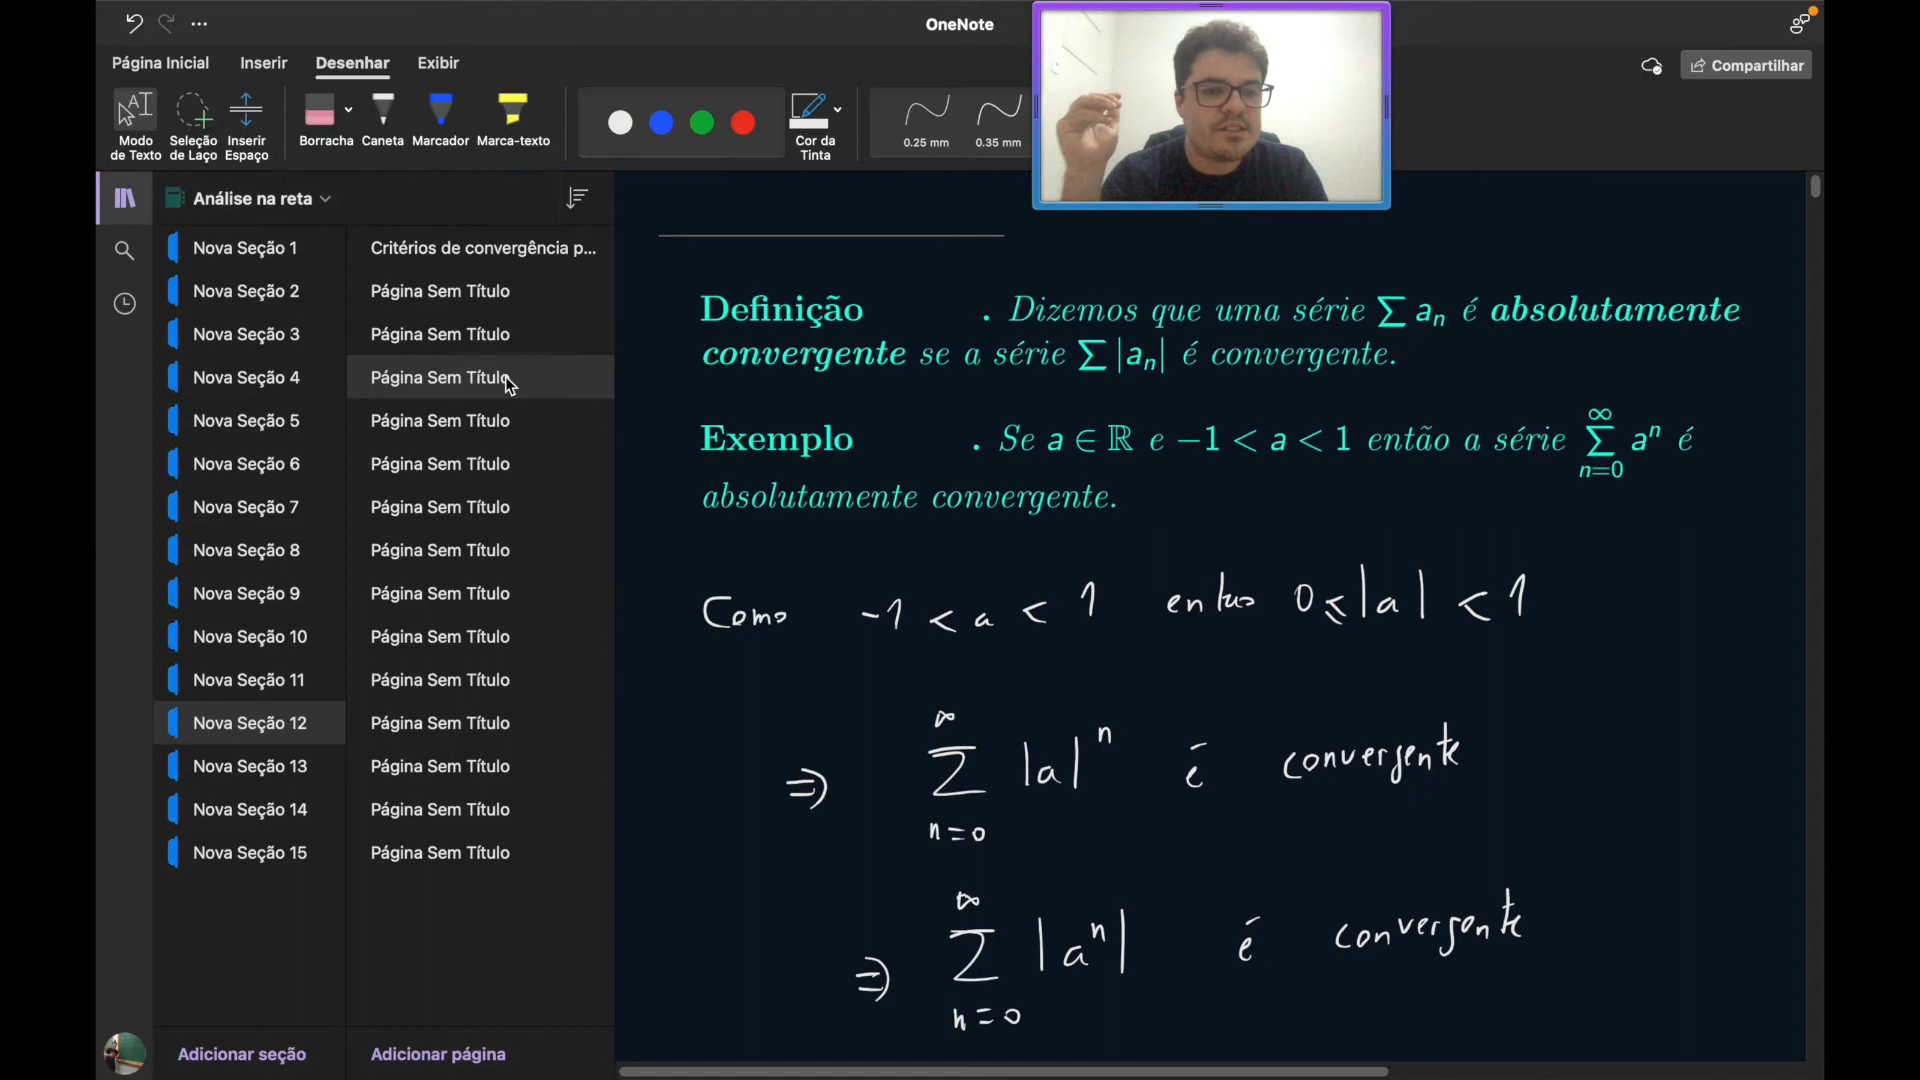 OneNote
Compartilhar
Página Inicial Inserir Desenhar Exibir
Modo de Texto
Seleção de Laço
Inserir Espaço
Borracha
Caneta
Marcador
Marca-texto
Cor da Tinta
0.25 mm
0.35 mm
Análise na reta
Nova Seção 1
Nova Seção 2
Nova Seção 3
Nova Seção 4
Nova Seção 5
Nova Seção 6
Nova Seção 7
Nova Seção 8
Nova Seção 9
Nova Seção 10
Nova Seção 11
Nova Seção 12
Nova Seção 13
Nova Seção 14
Nova Seção 15
Adicionar seção
Critérios de convergência p...
Página Sem Título
Página Sem Título
Página Sem Título
Página Sem Título
Página Sem Título
Página Sem Título
Página Sem Título
Página Sem Título
Página Sem Título
Página Sem Título
Página Sem Título
Página Sem Título
Página Sem Título
Página Sem Título
Adicionar página
Definição . Dizemos que uma série ∑ aₙ é absolutamente
convergente se a série ∑ |aₙ| é convergente.
Exemplo . Se a ∈ ℝ e −1 < a < 1 então a série ∑_{n=0}^{∞} aⁿ é
absolutamente convergente.
Como -1 < a < 1 entao 0 ≤ |a| < 1
⇒ ∑_{n=0}^{∞} |a|ⁿ é convergente
⇒ ∑_{n=0}^{∞} |aⁿ| é convergente